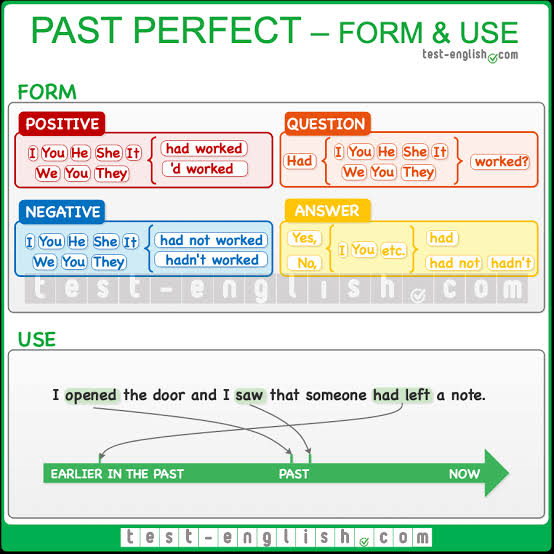 PAST PERFECT – FORM & USE
test-english.com
FORM
POSITIVE
I You He She It
We You They
had worked
'd worked
QUESTION
Had
I You He She It
We You They
worked?
NEGATIVE
I You He She It
We You They
had not worked
hadn't worked
ANSWER
Yes,
No,
I You etc.
had
had not hadn't
test-english.com
USE
I opened the door and I saw that someone had left a note.
EARLIER IN THE PAST PAST NOW
test-english.com